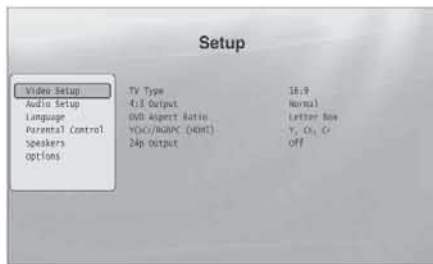 Setup
Video Setup
Audio Setup
Language
Parental Control
Speakers
Options
TV Type 16:9
4:3 Output Normal
DVD Aspect Ratio Letter Box
YCbCr/RGBPC (HDMI) Y, Cb, Cr
24p Output Off